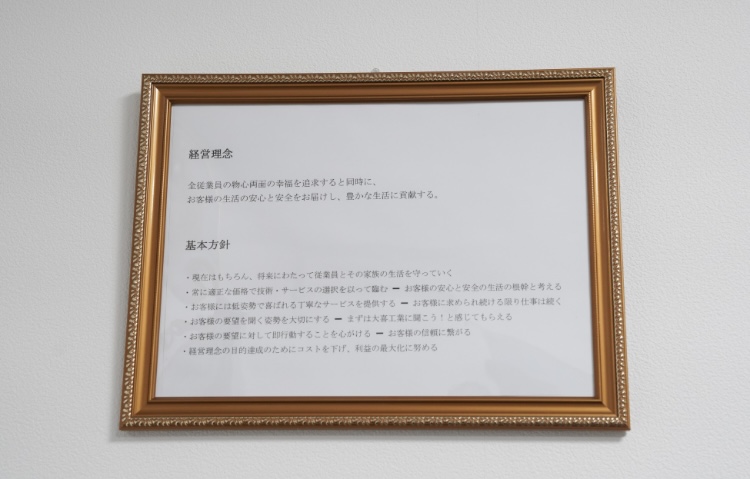 経営理念
全従業員の物心両面の幸福を追求すると同時に、
お客様の生活の安心と安全をお届けし、豊かな生活に貢献する。
基本方針
・現在はもちろん、将来にわたって従業員とその家族の生活を守っていく
・常に適正な価格で技術・サービスの選択を以って臨む ー お客様の安心と安全の生活の根幹と考える
・お客様には低姿勢で喜ばれる丁寧なサービスを提供する ー お客様に求められ続ける限り仕事は続く
・お客様の要望を聞く姿勢を大切にする ー まずは大喜工業に聞こう！と感じてもらえる
・お客様の要望に対して即行動することを心がける ー お客様の信頼に繋がる
・経営理念の目的達成のためにコストを下げ、利益の最大化に努める